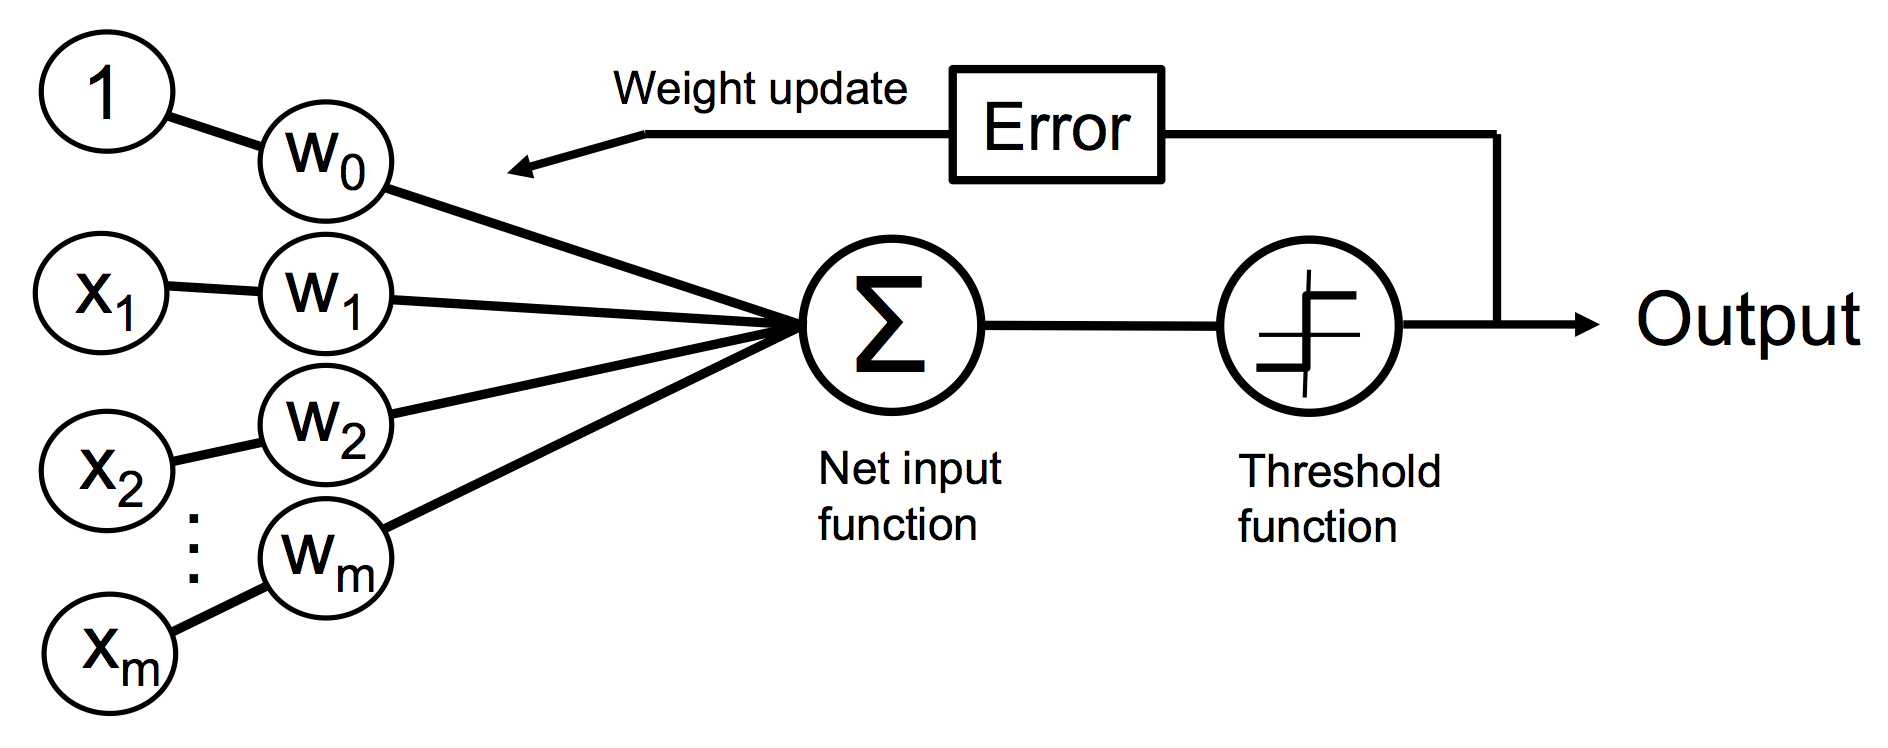 1
w₀
Weight update
Error
x₁
w₁
Σ
Output
x₂
w₂
⋮
Net input
function
Threshold
function
wₘ
xₘ